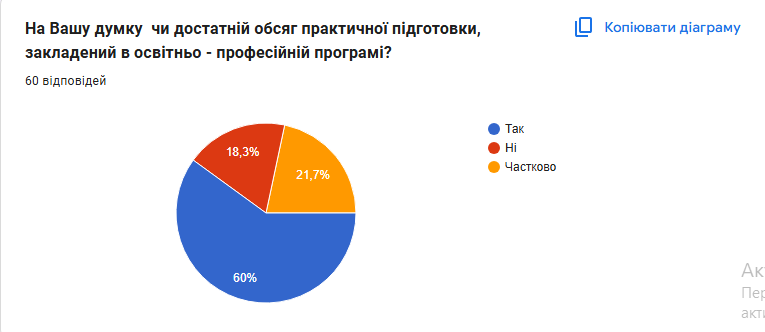 На Вашу думку чи достатній обсяг практичної підготовки,
закладений в освітньо - професійній програмі?
Копіювати діаграму
60 відповідей
Так
Ні
Частково
18,3%
21,7%
60%